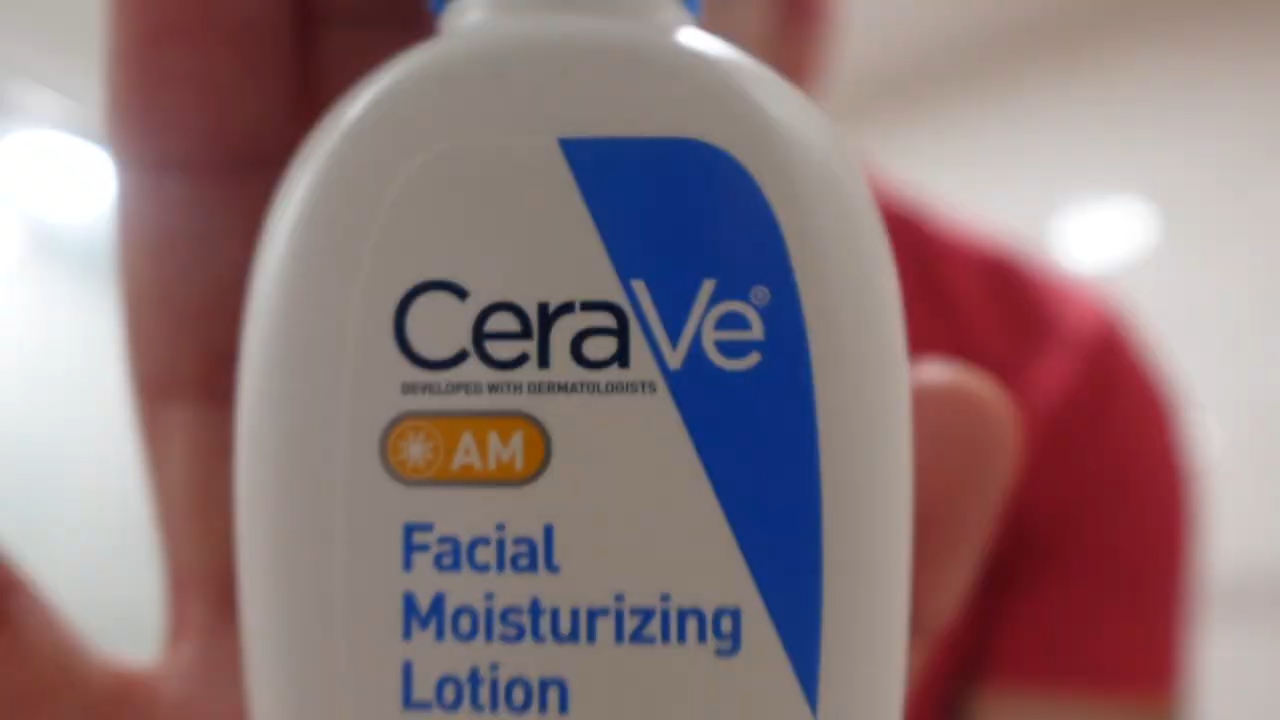 CeraVe®
DEVELOPED WITH DERMATOLOGISTS
AM
Facial
Moisturizing
Lotion